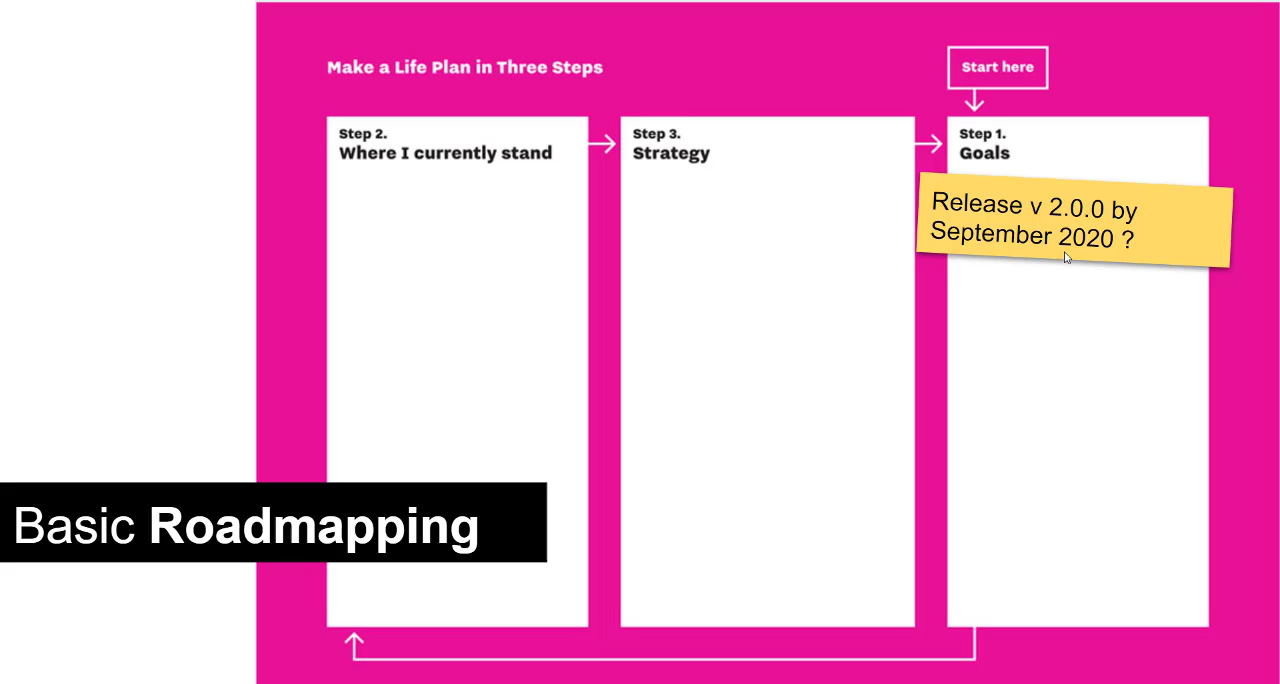 Make a Life Plan in Three Steps
Start here
Step 2.
Where I currently stand
Step 3.
Strategy
Step 1.
Goals
Release v 2.0.0 by
September 2020 ?
Basic Roadmapping